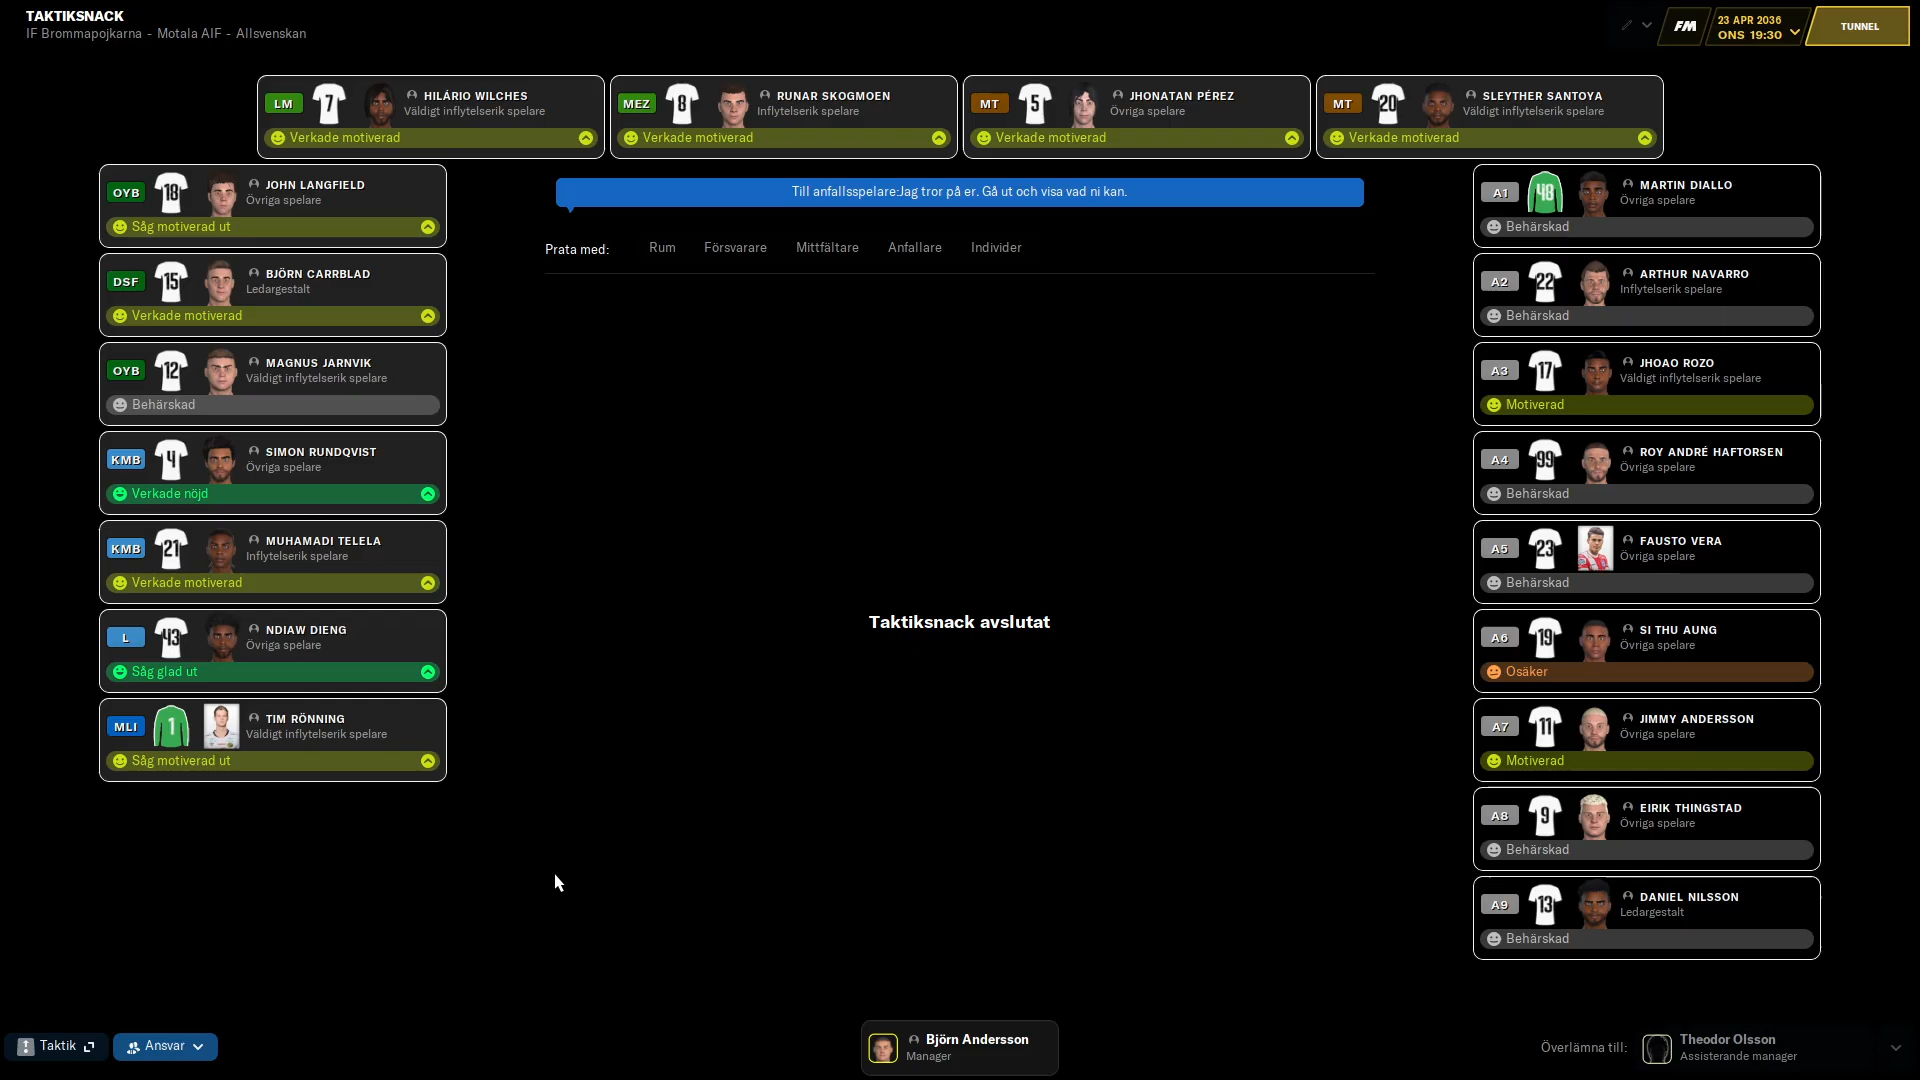 TAKTIKSNACK
IF Brommapojkarna - Motala AIF - Allsvenskan
FM
23 APR 2036
ONS 19:30
TUNNEL
LM
7
HILÁRIO WILCHES
Väldigt inflytelserik spelare
Verkade motiverad
MEZ
8
RUNAR SKOGMOEN
Inflytelserik spelare
Verkade motiverad
MT
5
JHONATAN PÉREZ
Övriga spelare
Verkade motiverad
MT
20
SLEYTHER SANTOYA
Väldigt inflytelserik spelare
Verkade motiverad
OYB
18
JOHN LANGFIELD
Övriga spelare
Såg motiverad ut
DSF
15
BJÖRN CARRBLAD
Ledargestalt
Verkade motiverad
OYB
12
MAGNUS JARNVIK
Väldigt inflytelserik spelare
Behärskad
KMB
4
SIMON RUNDQVIST
Övriga spelare
Verkade nöjd
KMB
21
MUHAMADI TELELA
Inflytelserik spelare
Verkade motiverad
L
43
NDIAW DIENG
Övriga spelare
Såg glad ut
MLI
1
TIM RÖNNING
Väldigt inflytelserik spelare
Såg motiverad ut
Till anfallsspelare:Jag tror på er. Gå ut och visa vad ni kan.
Prata med: Rum Försvarare Mittfältare Anfallare Individer
Taktiksnack avslutat
A1
48
MARTIN DIALLO
Övriga spelare
Behärskad
A2
22
ARTHUR NAVARRO
Inflytelserik spelare
Behärskad
A3
17
JHOAO ROZO
Väldigt inflytelserik spelare
Motiverad
A4
99
ROY ANDRÉ HAFTORSEN
Övriga spelare
Behärskad
A5
23
FAUSTO VERA
Övriga spelare
Behärskad
A6
19
SI THU AUNG
Övriga spelare
Osäker
A7
11
JIMMY ANDERSSON
Övriga spelare
Motiverad
A8
9
EIRIK THINGSTAD
Övriga spelare
Behärskad
A9
13
DANIEL NILSSON
Ledargestalt
Behärskad
Taktik
Ansvar
Björn Andersson
Manager
Överlämna till:
Theodor Olsson
Assisterande manager